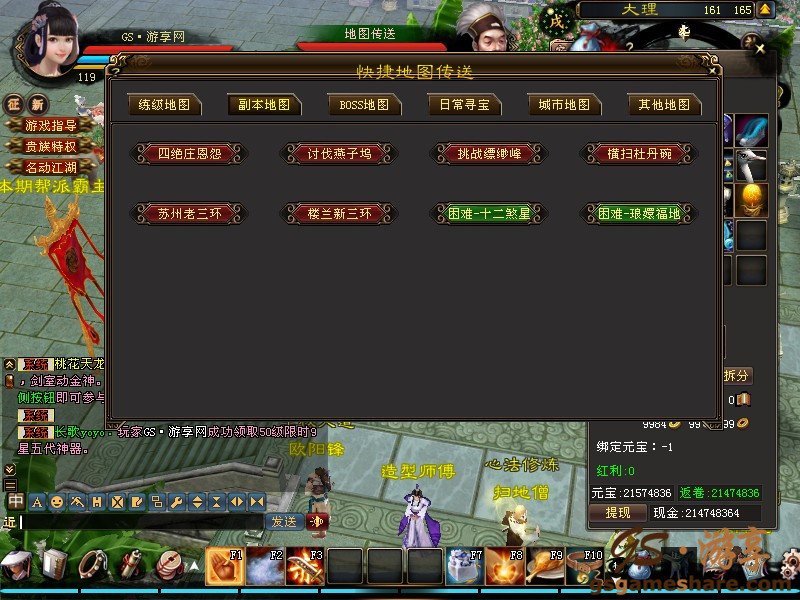 GS·游享网
119
地图传送
大理 161 165
戌
征 新
游戏指导
贵族特权
名动江湖
本期帮派霸主
快捷地图传送
练级地图 副本地图 BOSS地图 日常寻宝 城市地图 其他地图
四绝庄恩怨 讨伐燕子坞 挑战缥缈峰 横扫杜丹碗
苏州老三环 楼兰新三环 困难-十二煞星 困难-琅嬛福地
系统 桃花天龙
，剑室动金神。
侧按钮即可参与
系统
系统 长歌yoyo：玩家GS·游享网成功领取50级限时9
星五代神器。
欧阳锋
造型师傅
心法修炼
扫地僧
拆分
0
9984
绑定元宝：-1
红利:0
元宝:21574836 返卷:21474836
提现 现金:214748364
中 A H
近 发送
F1 F2 F3 F7 F8 F9 F10
GS·游享
gsgameshare.com